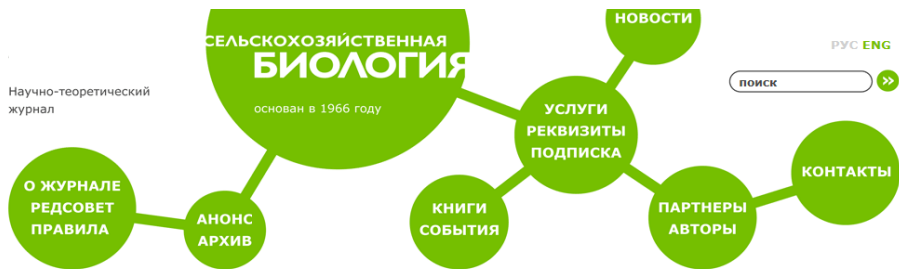 НОВОСТИ
СЕЛЬСКОХОЗЯЙСТВЕННАЯ
БИОЛОГИЯ
РУС ENG
поиск
Научно-теоретический
журнал
основан в 1966 году
УСЛУГИ
РЕКВИЗИТЫ
ПОДПИСКА
КОНТАКТЫ
О ЖУРНАЛЕ
РЕДСОВЕТ
ПРАВИЛА
АНОНС
АРХИВ
КНИГИ
СОБЫТИЯ
ПАРТНЕРЫ
АВТОРЫ